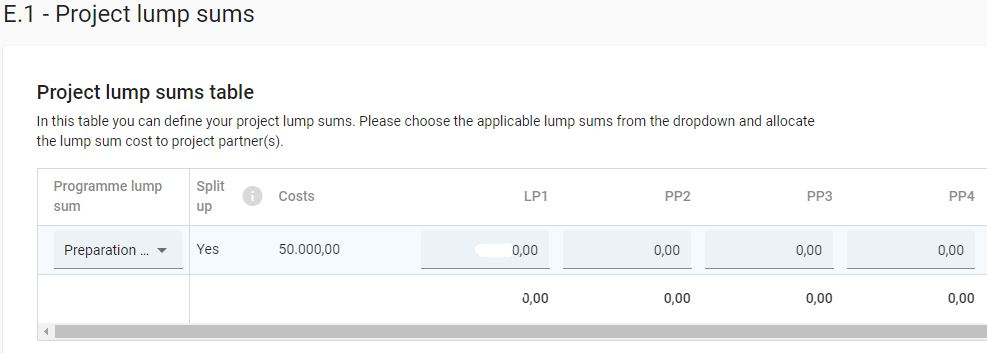 E.1 - Project lump sums
Project lump sums table
In this table you can define your project lump sums. Please choose the applicable lump sums from the dropdown and allocate
the lump sum cost to project partner(s).
Programme lump
sum
Split
up
i
Costs
LP1
PP2
PP3
PP4
Preparation ...
Yes
50.000,00
0,00
0,00
0,00
0,00
0,00
0,00
0,00
0,00